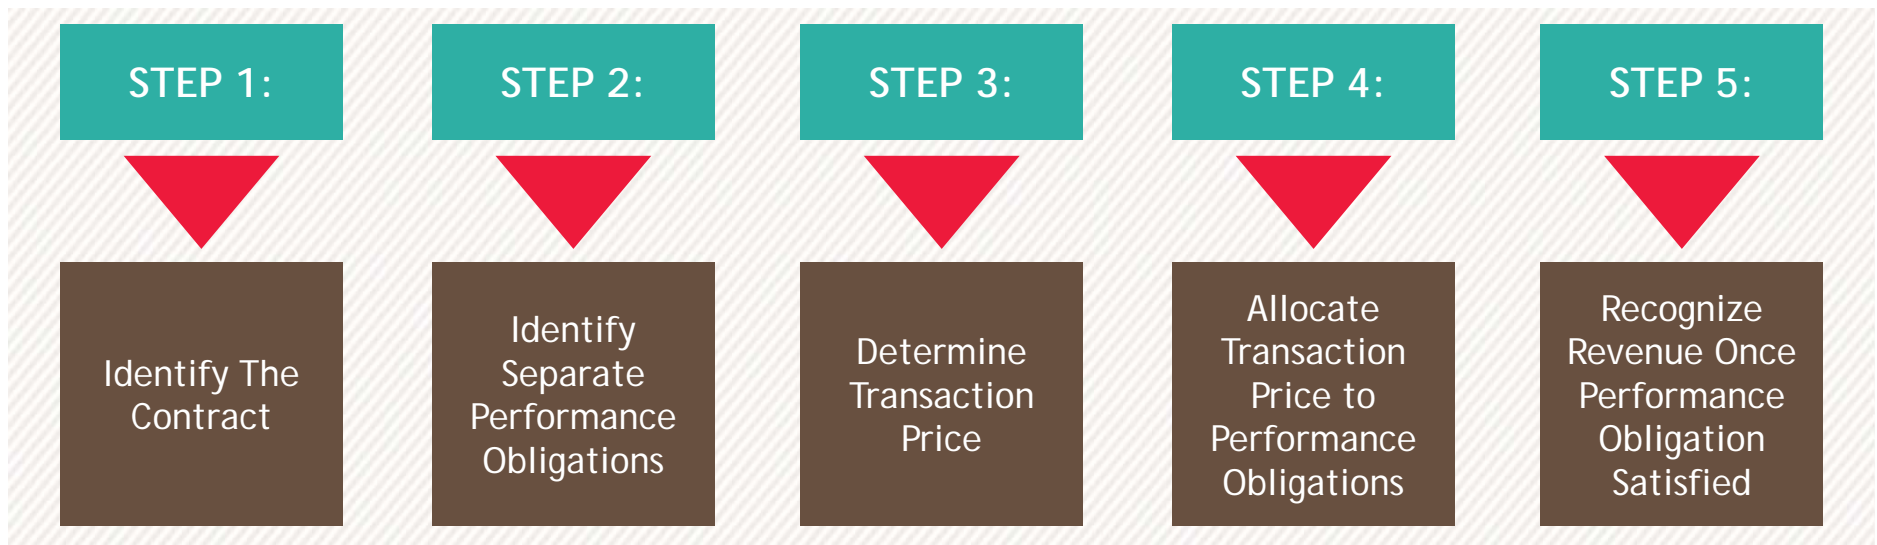 STEP 1:
Identify The
Contract
STEP 2:
Identify
Separate
Performance
Obligations
STEP 3:
Determine
Transaction
Price
STEP 4:
Allocate
Transaction
Price to
Performance
Obligations
STEP 5:
Recognize
Revenue Once
Performance
Obligation
Satisfied